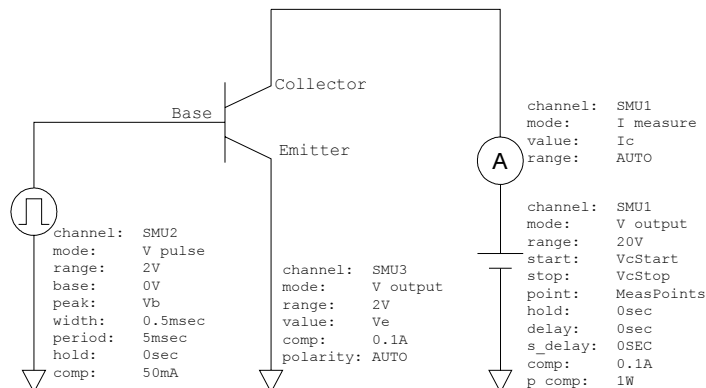 Collector
Base
Emitter
channel: SMU1
mode: I measure
value: Ic
range: AUTO
A
channel: SMU2
mode: V pulse
range: 2V
base: 0V
peak: Vb
width: 0.5msec
period: 5msec
hold: 0sec
comp: 50mA
channel: SMU3
mode: V output
range: 2V
value: Ve
comp: 0.1A
polarity: AUTO
channel: SMU1
mode: V output
range: 20V
start: VcStart
stop: VcStop
point: MeasPoints
hold: 0sec
delay: 0sec
s_delay: 0SEC
comp: 0.1A
p comp: 1W